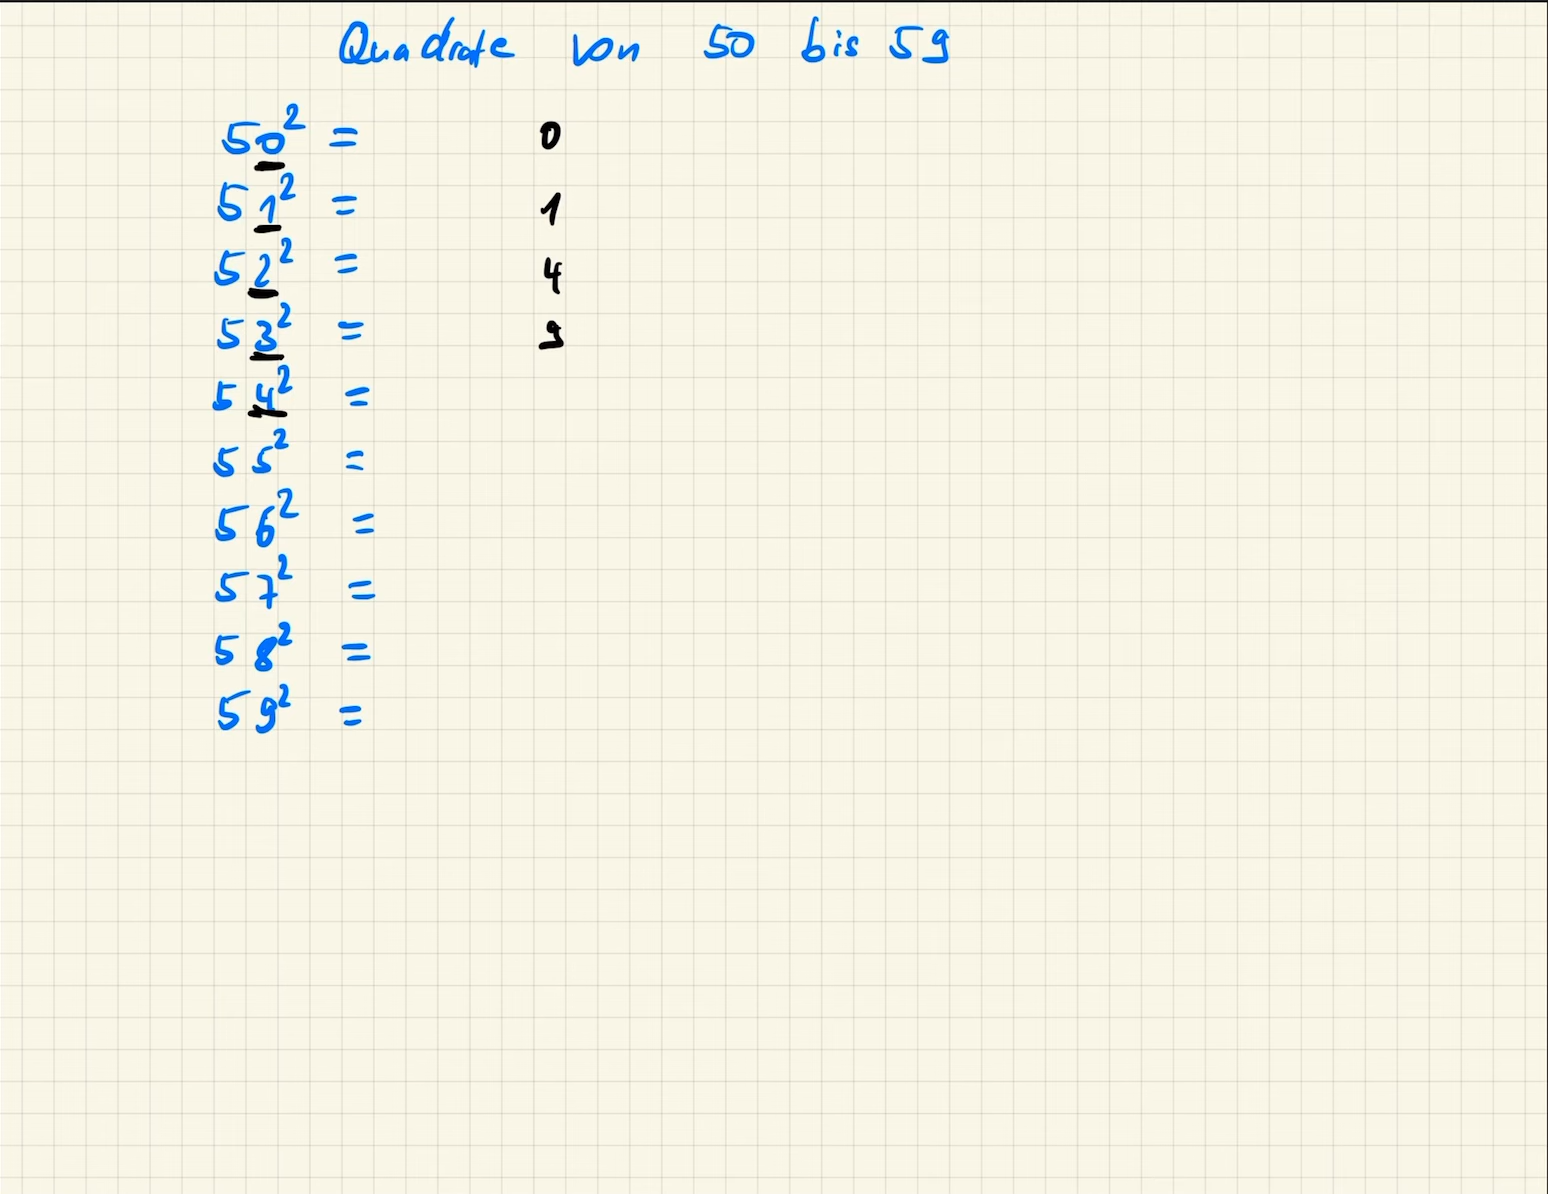 Quadrate von 50 bis 59
50² = 0
51² = 1
52² = 4
53² = 9
54² =
55² =
56² =
57² =
58² =
59² =